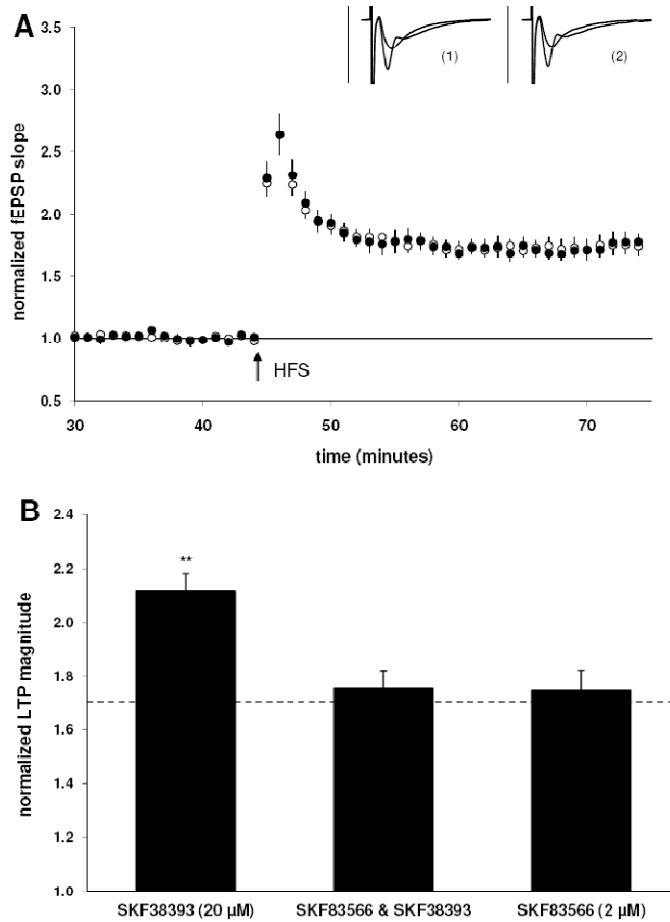 A
3.5
3.0
2.5
2.0
1.5
1.0
0.5
normalized fEPSP slope
(1)
(2)
HFS
30
40
50
60
70
time (minutes)
B
2.4
2.2
2.0
1.8
1.6
1.4
1.2
1.0
normalized LTP magnitude
**
SKF38393 (20 µM)
SKF83566 & SKF38393
SKF83566 (2 µM)